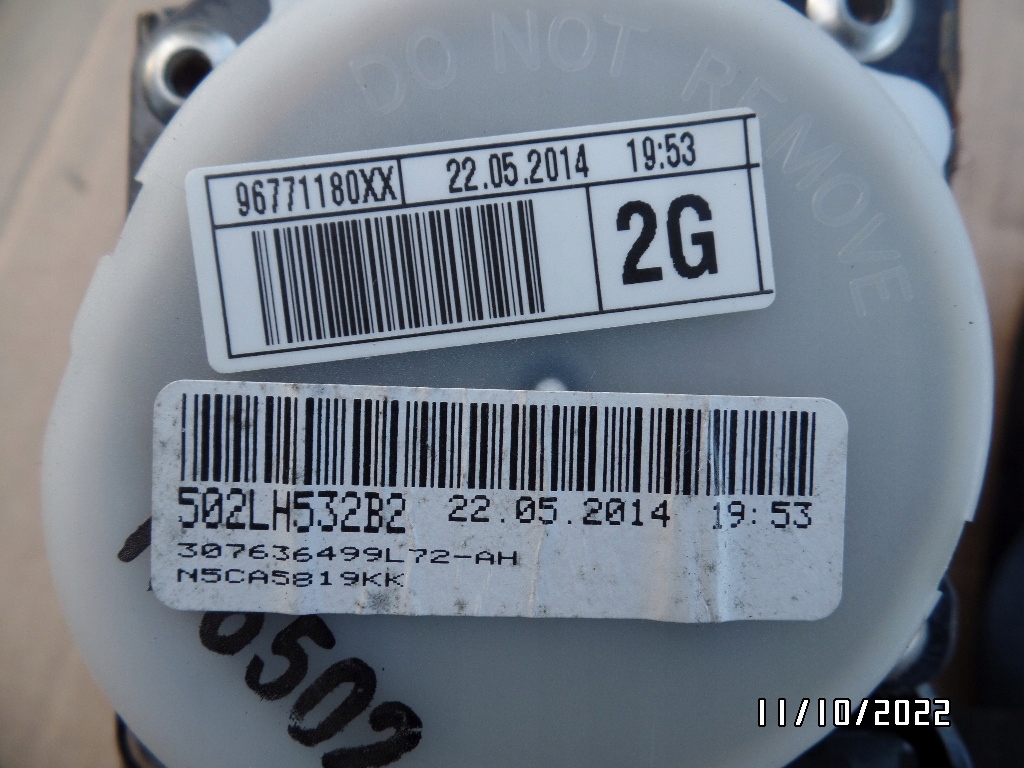 DO NOT REMOVE
96771180XX 22.05.2014 19:53
2G
502LH532B2 22.05.2014 19:53
307636499L72-AH
N5CA5819KK
11/10/2022